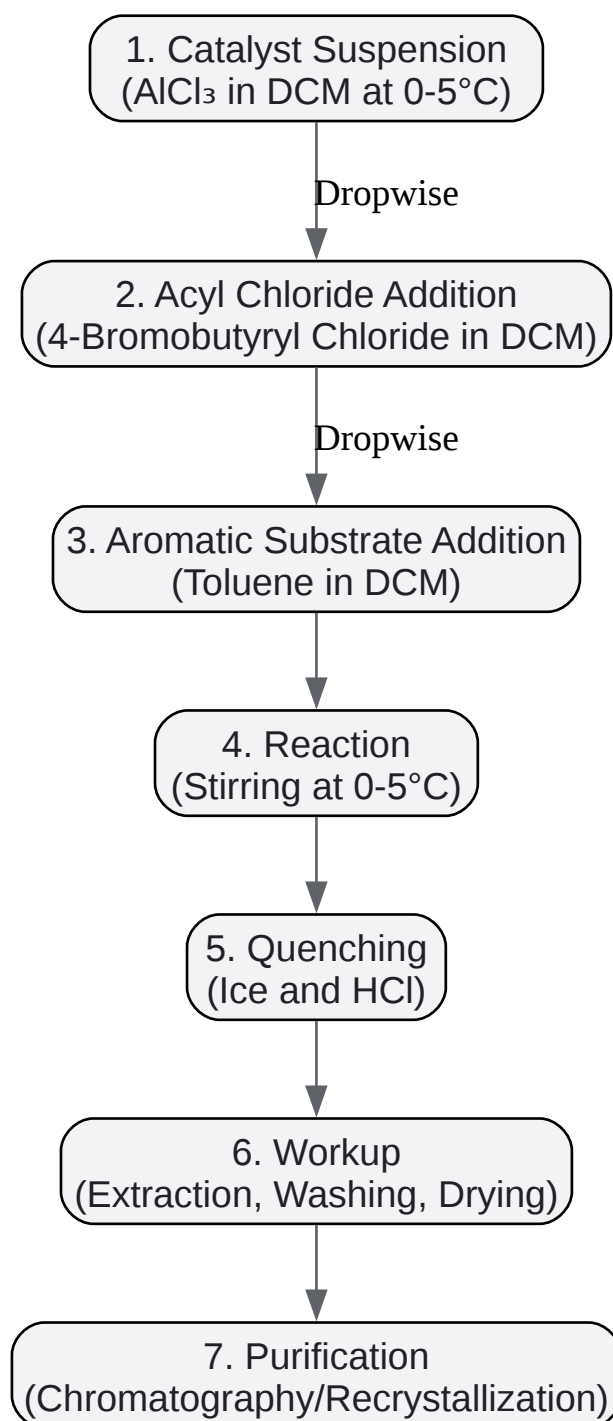 1. Catalyst Suspension
(AlCl₃ in DCM at 0-5°C)
Dropwise
2. Acyl Chloride Addition
(4-Bromobutyryl Chloride in DCM)
Dropwise
3. Aromatic Substrate Addition
(Toluene in DCM)
4. Reaction
(Stirring at 0-5°C)
5. Quenching
(Ice and HCl)
6. Workup
(Extraction, Washing, Drying)
7. Purification
(Chromatography/Recrystallization)